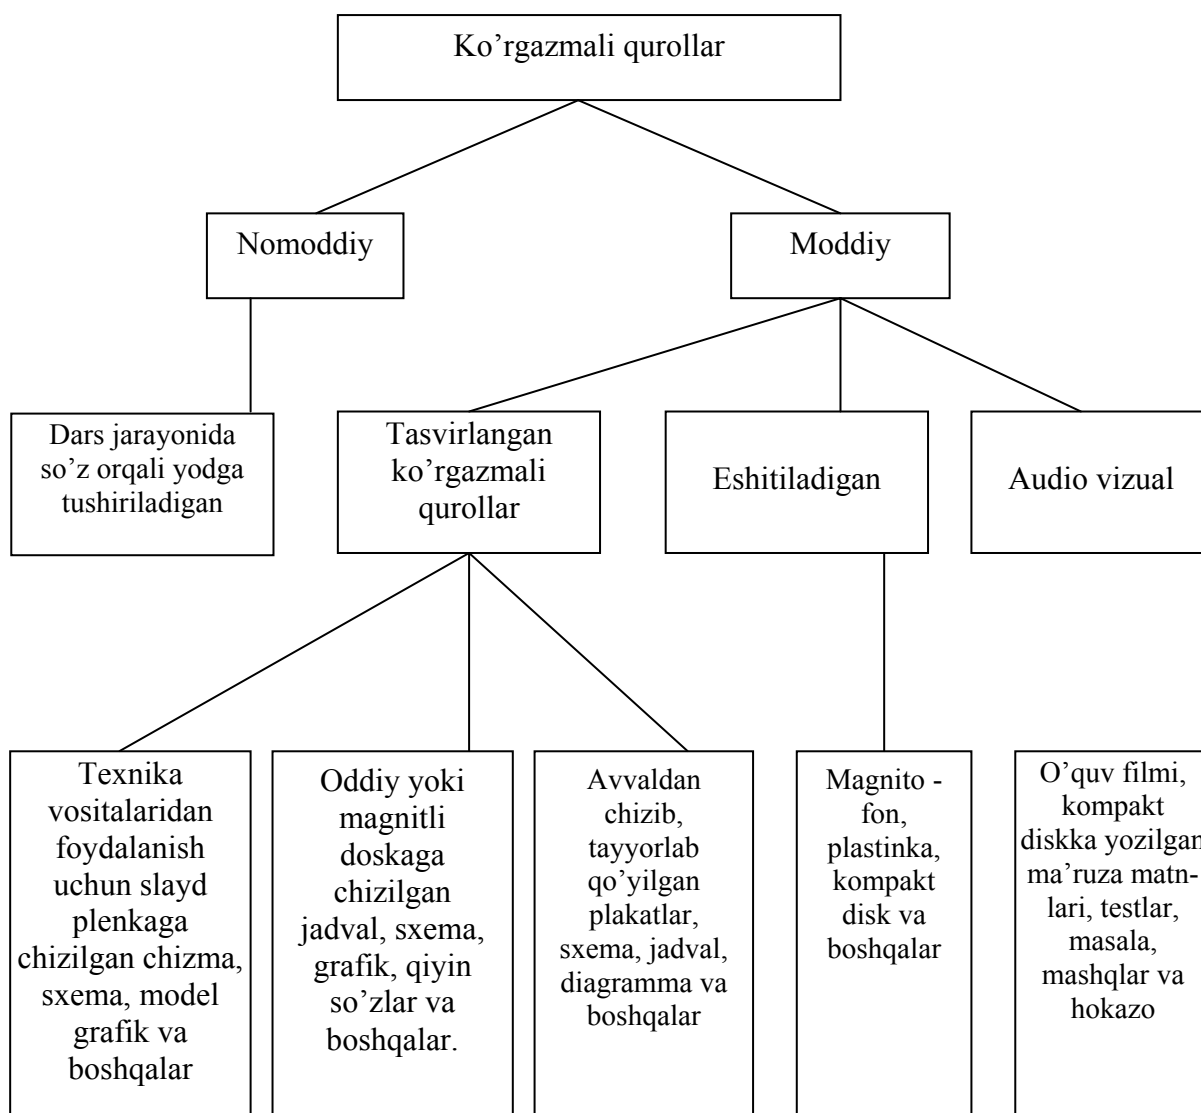 Ko’rgazmali qurollar
Nomoddiy
Moddiy
Dars jarayonida
so’z orqali yodga
tushiriladigan
Tasvirlangan
ko’rgazmali
qurollar
Eshitiladigan
Audio vizual
Texnika
vositalaridan
foydalanish
uchun slayd
plenkaga
chizilgan chizma,
sxema, model
grafik va
boshqalar
Oddiy yoki
magnitli
doskaga
chizilgan
jadval, sxema,
grafik, qiyin
so’zlar va
boshqalar.
Avvaldan
chizib,
tayyorlab
qo’yilgan
plakatlar,
sxema, jadval,
diagramma va
boshqalar
Magnito -
fon,
plastinka,
kompakt
disk va
boshqalar
O’quv filmi,
kompakt
diskka yozilgan
ma’ruza matn-
lari, testlar,
masala,
mashqlar va
hokazo